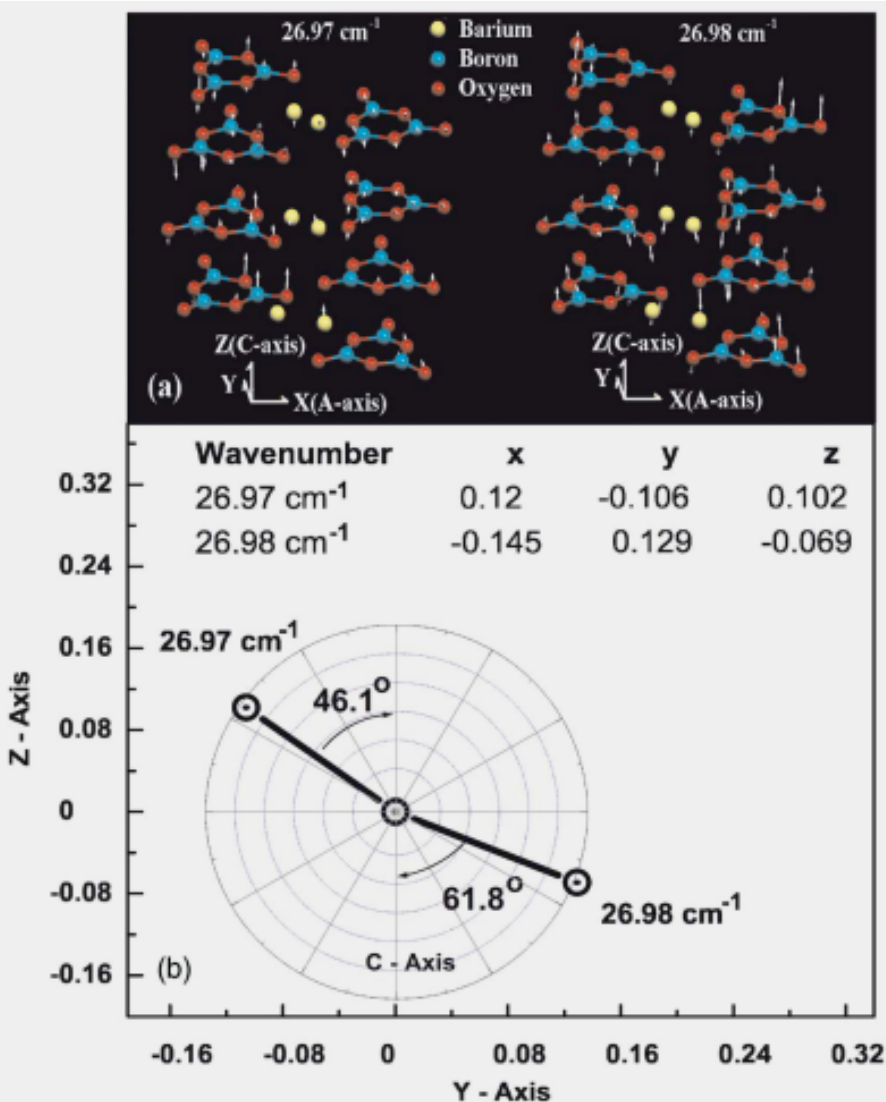 26.97 cm⁻¹
Barium
Boron
Oxygen
26.98 cm⁻¹
Z(C-axis)
Y
X(A-axis)
(a)
Z(C-axis)
Y
X(A-axis)
Wavenumber x y z
26.97 cm⁻¹ 0.12 -0.106 0.102
26.98 cm⁻¹ -0.145 0.129 -0.069
0.32
0.24
0.16
0.08
0
-0.08
-0.16
Z - Axis
26.97 cm⁻¹
46.1°
61.8°
26.98 cm⁻¹
C - Axis
(b)
-0.16 -0.08 0 0.08 0.16 0.24 0.32
Y - Axis